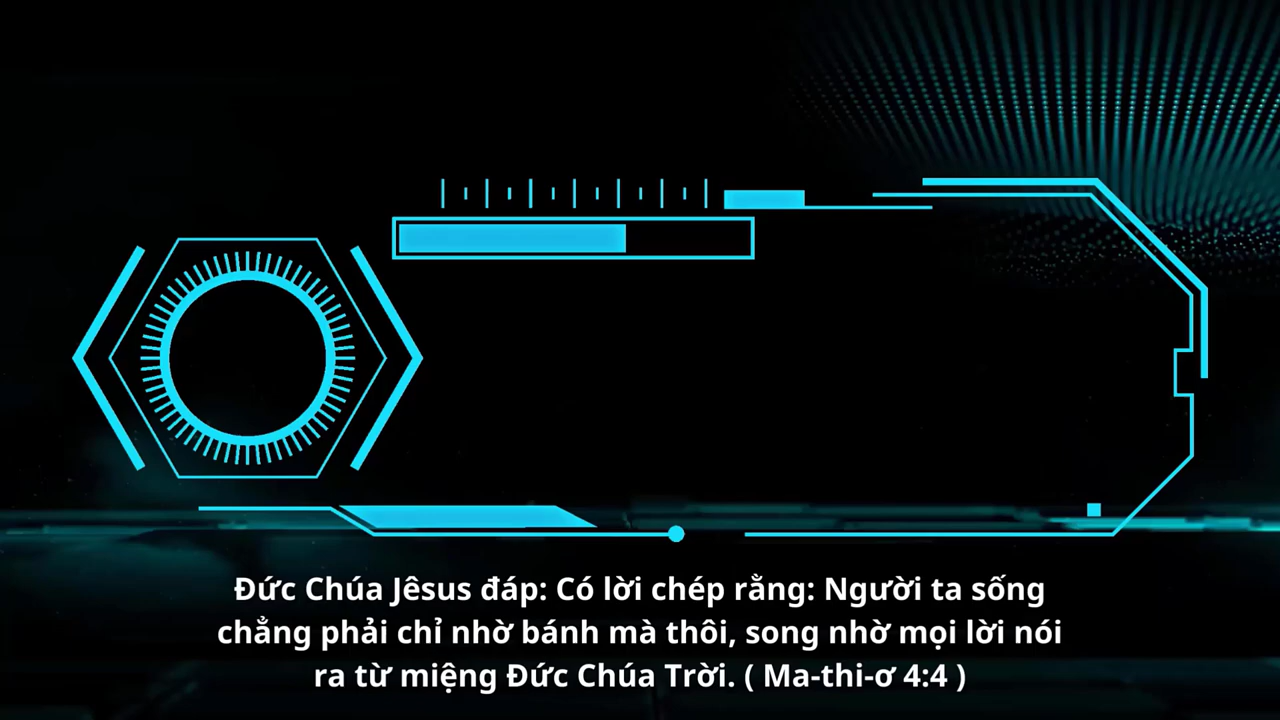 Đức Chúa Jêsus đáp: Có lời chép rằng: Người ta sống
chẳng phải chỉ nhờ bánh mà thôi, song nhờ mọi lời nói
ra từ miệng Đức Chúa Trời. ( Ma-thi-ơ 4:4 )